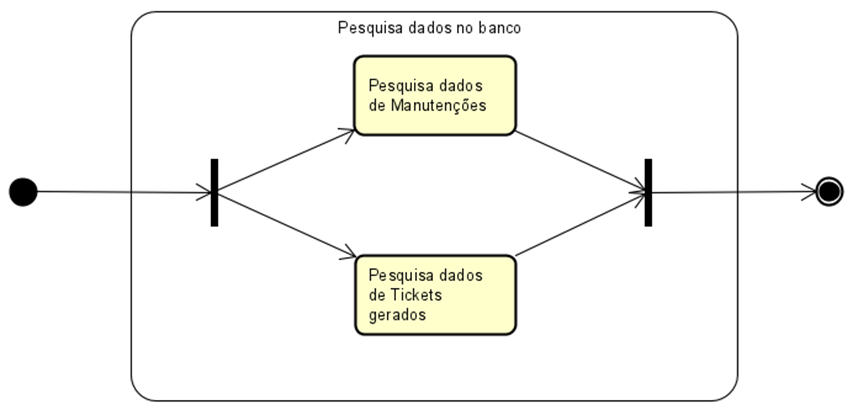 Pesquisa dados no banco
Pesquisa dados
de Manutenções
Pesquisa dados
de Tickets
gerados